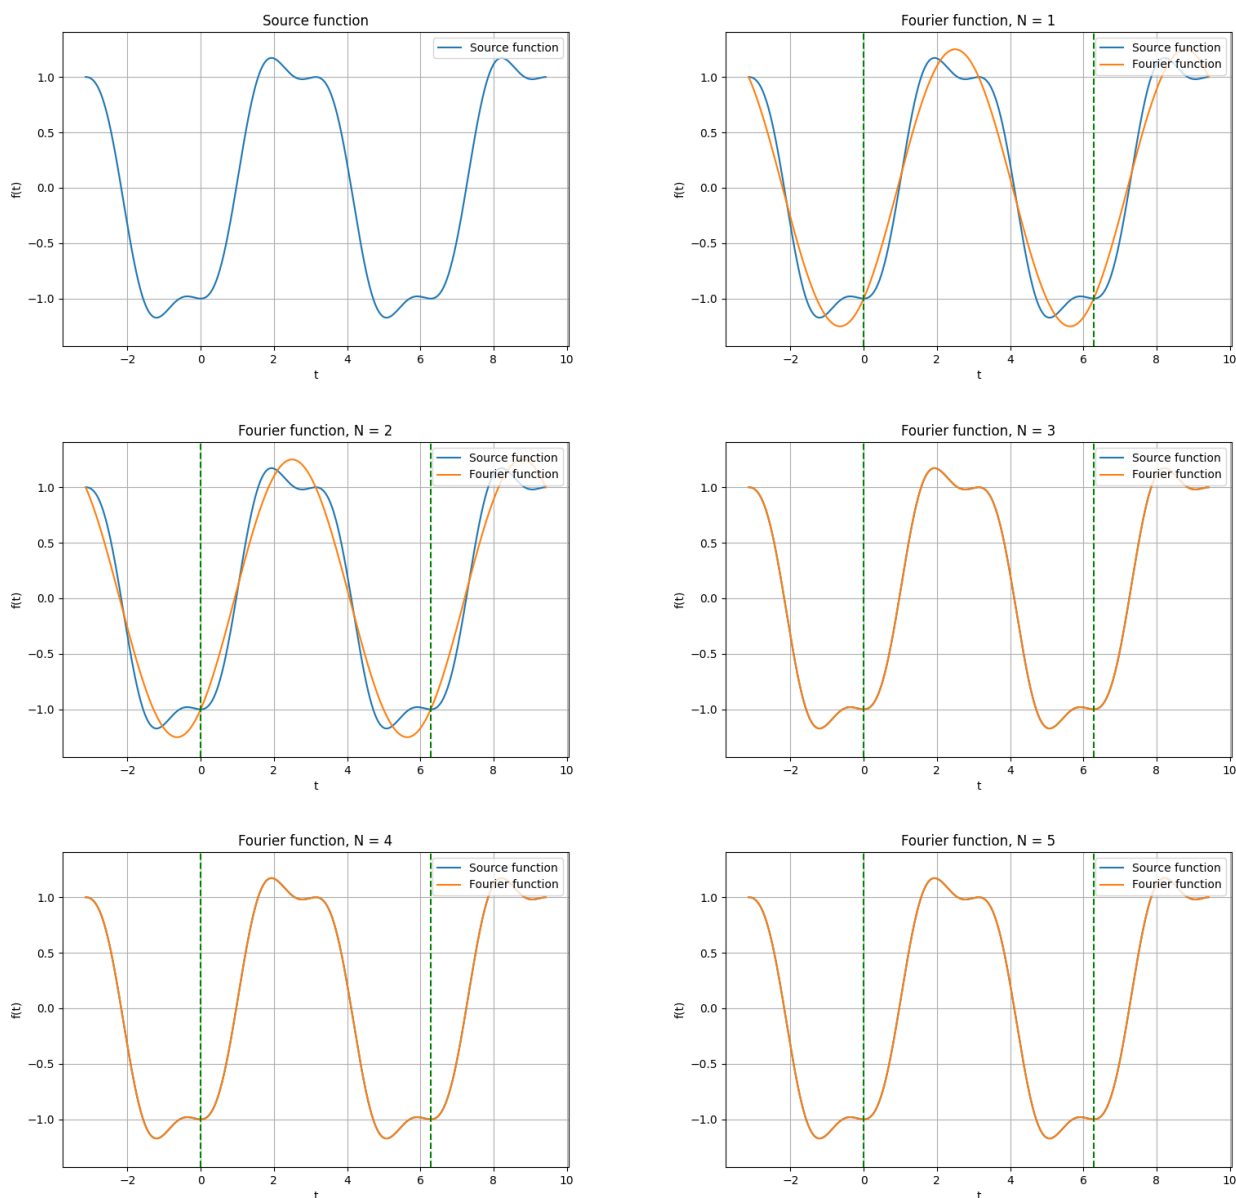 Source function
Source function
f(t)
1.0
0.5
0.0
−0.5
−1.0
−2 0 2 4 6 8 10
t
Fourier function, N = 1
Source function
Fourier function
f(t)
1.0
0.5
0.0
−0.5
−1.0
−2 0 2 4 6 8 10
t
Fourier function, N = 2
Source function
Fourier function
f(t)
1.0
0.5
0.0
−0.5
−1.0
−2 0 2 4 6 8 10
t
Fourier function, N = 3
Source function
Fourier function
f(t)
1.0
0.5
0.0
−0.5
−1.0
−2 0 2 4 6 8 10
t
Fourier function, N = 4
Source function
Fourier function
f(t)
1.0
0.5
0.0
−0.5
−1.0
−2 0 2 4 6 8 10
t
Fourier function, N = 5
Source function
Fourier function
f(t)
1.0
0.5
0.0
−0.5
−1.0
−2 0 2 4 6 8 10
t